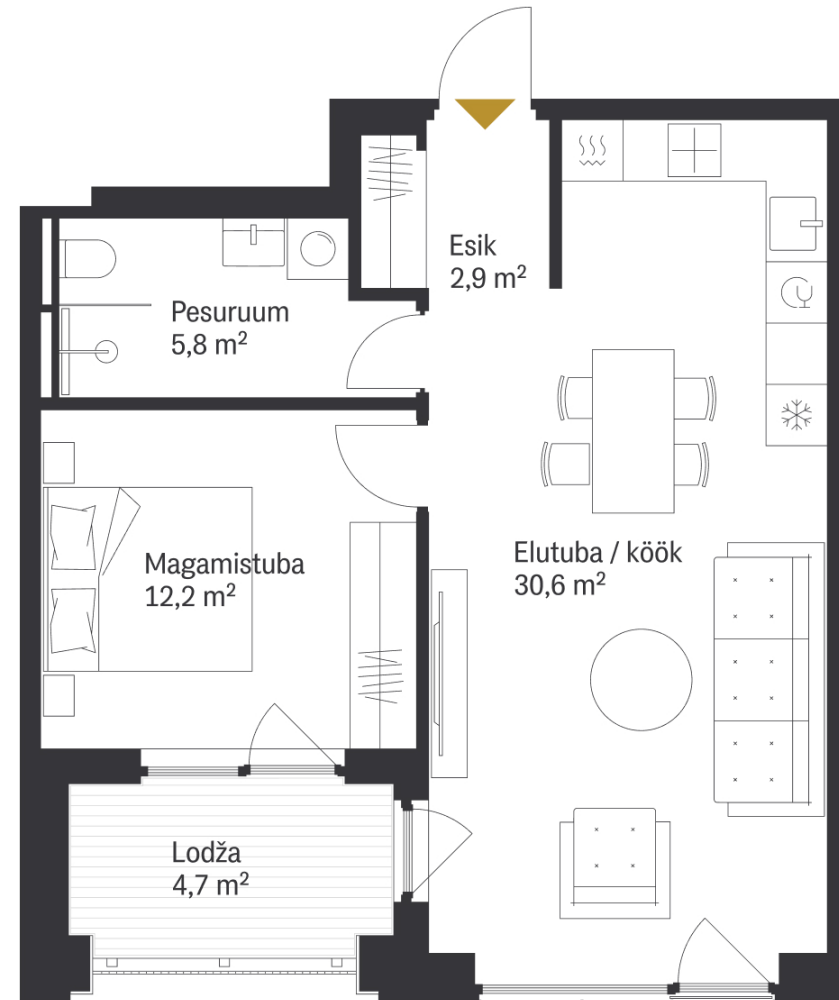 Esik
2,9 m²
Pesuruum
5,8 m²
Magamistuba
12,2 m²
Elutuba / köök
30,6 m²
Lodža
4,7 m²